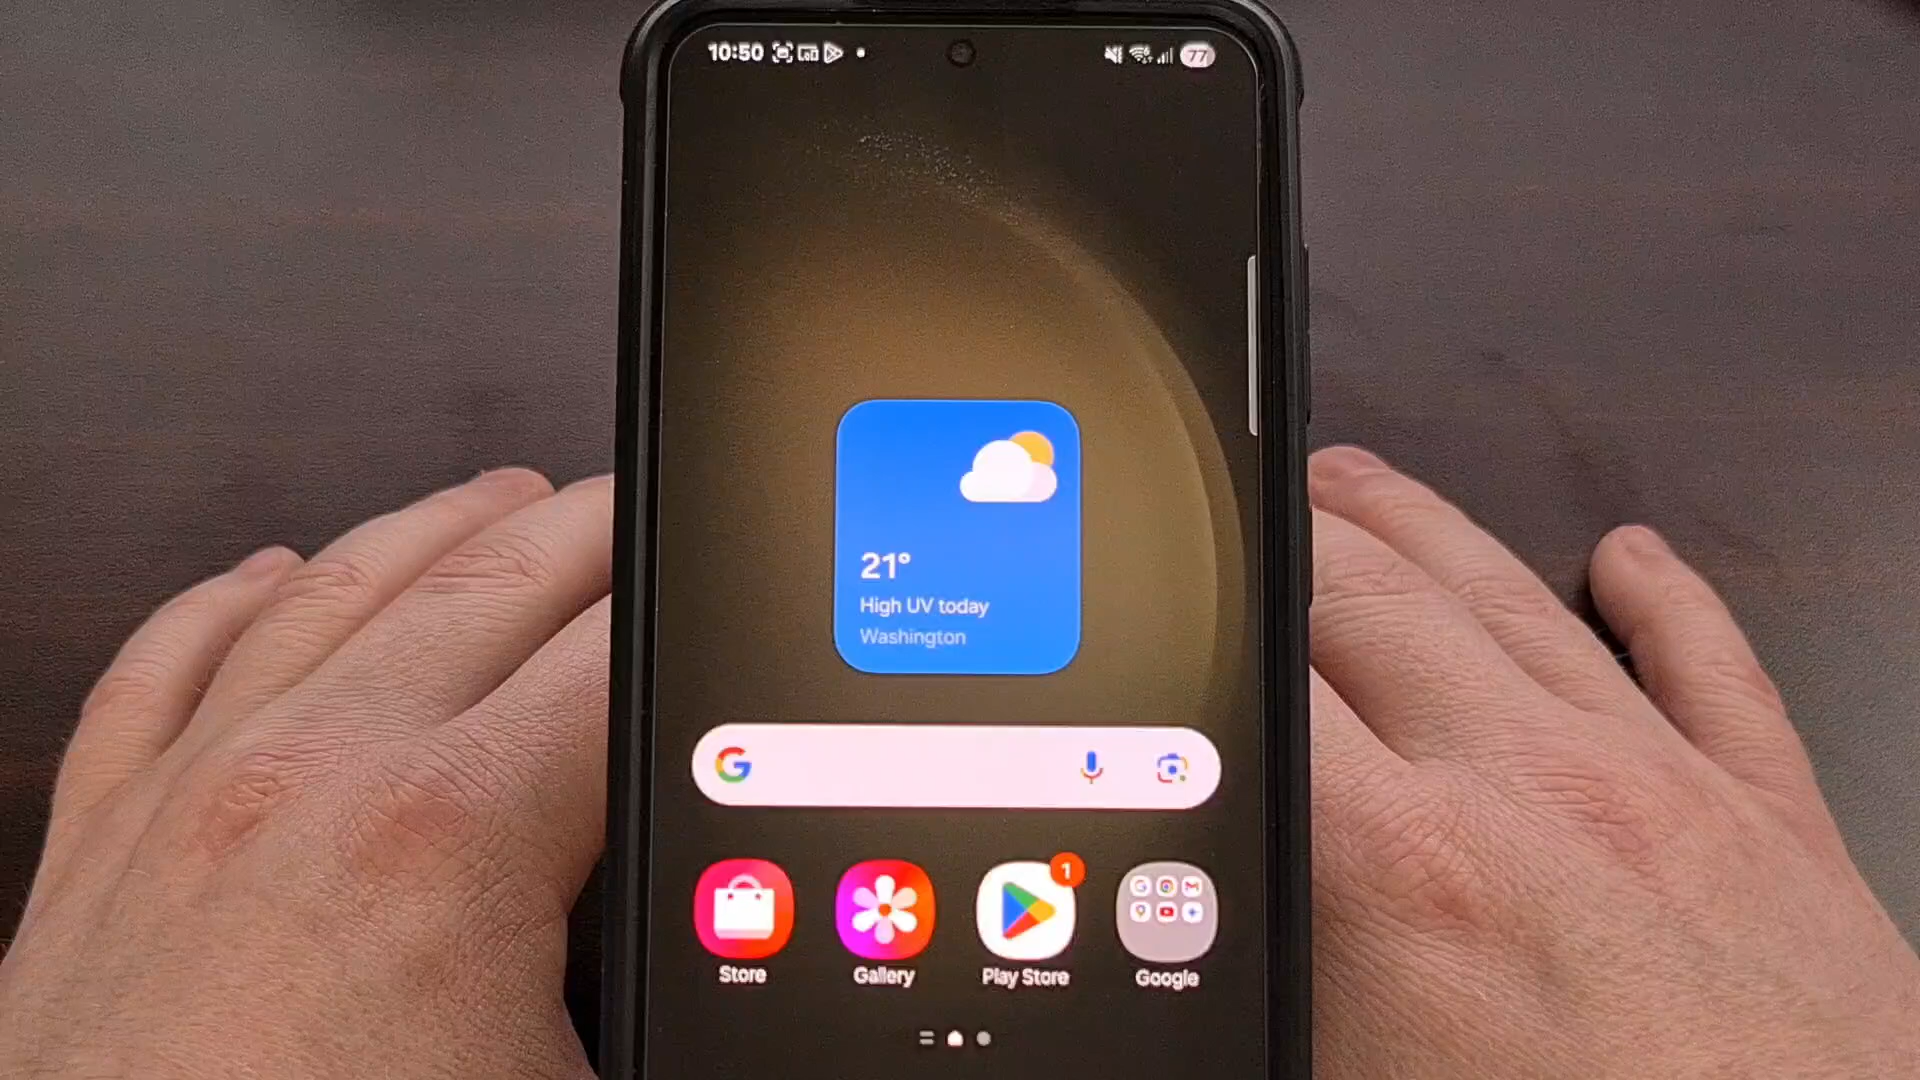 10:50
77
21°
High UV today
Washington
G
1
Store
Gallery
Play Store
Google